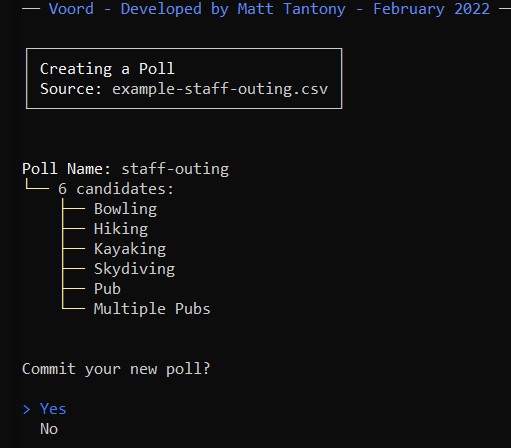 Voord - Developed by Matt Tantony - February 2022
Creating a Poll
Source: example-staff-outing.csv
Poll Name: staff-outing
6 candidates:
Bowling
Hiking
Kayaking
Skydiving
Pub
Multiple Pubs
Commit your new poll?
> Yes
No